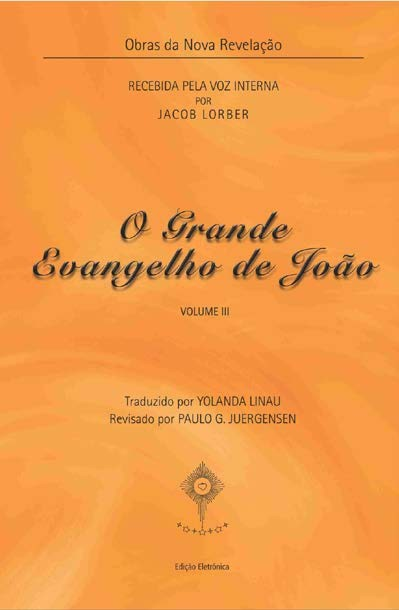 Obras da Nova Revelação
RECEBIDA PELA VOZ INTERNA
POR
JACOB LORBER
O Grande
Evangelho de João
VOLUME III
Traduzido por YOLANDA LINAU
Revisado por PAULO G. JUERGENSEN
Edição Eletrônica